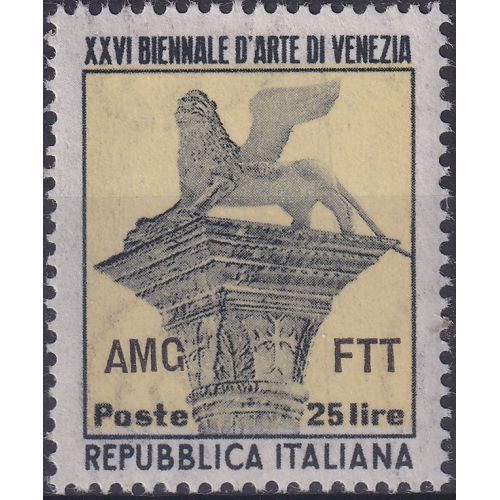 XXVI BIENNALE D'ARTE DI VENEZIA
AMG FTT
Poste 25 lire
REPUBBLICA ITALIANA